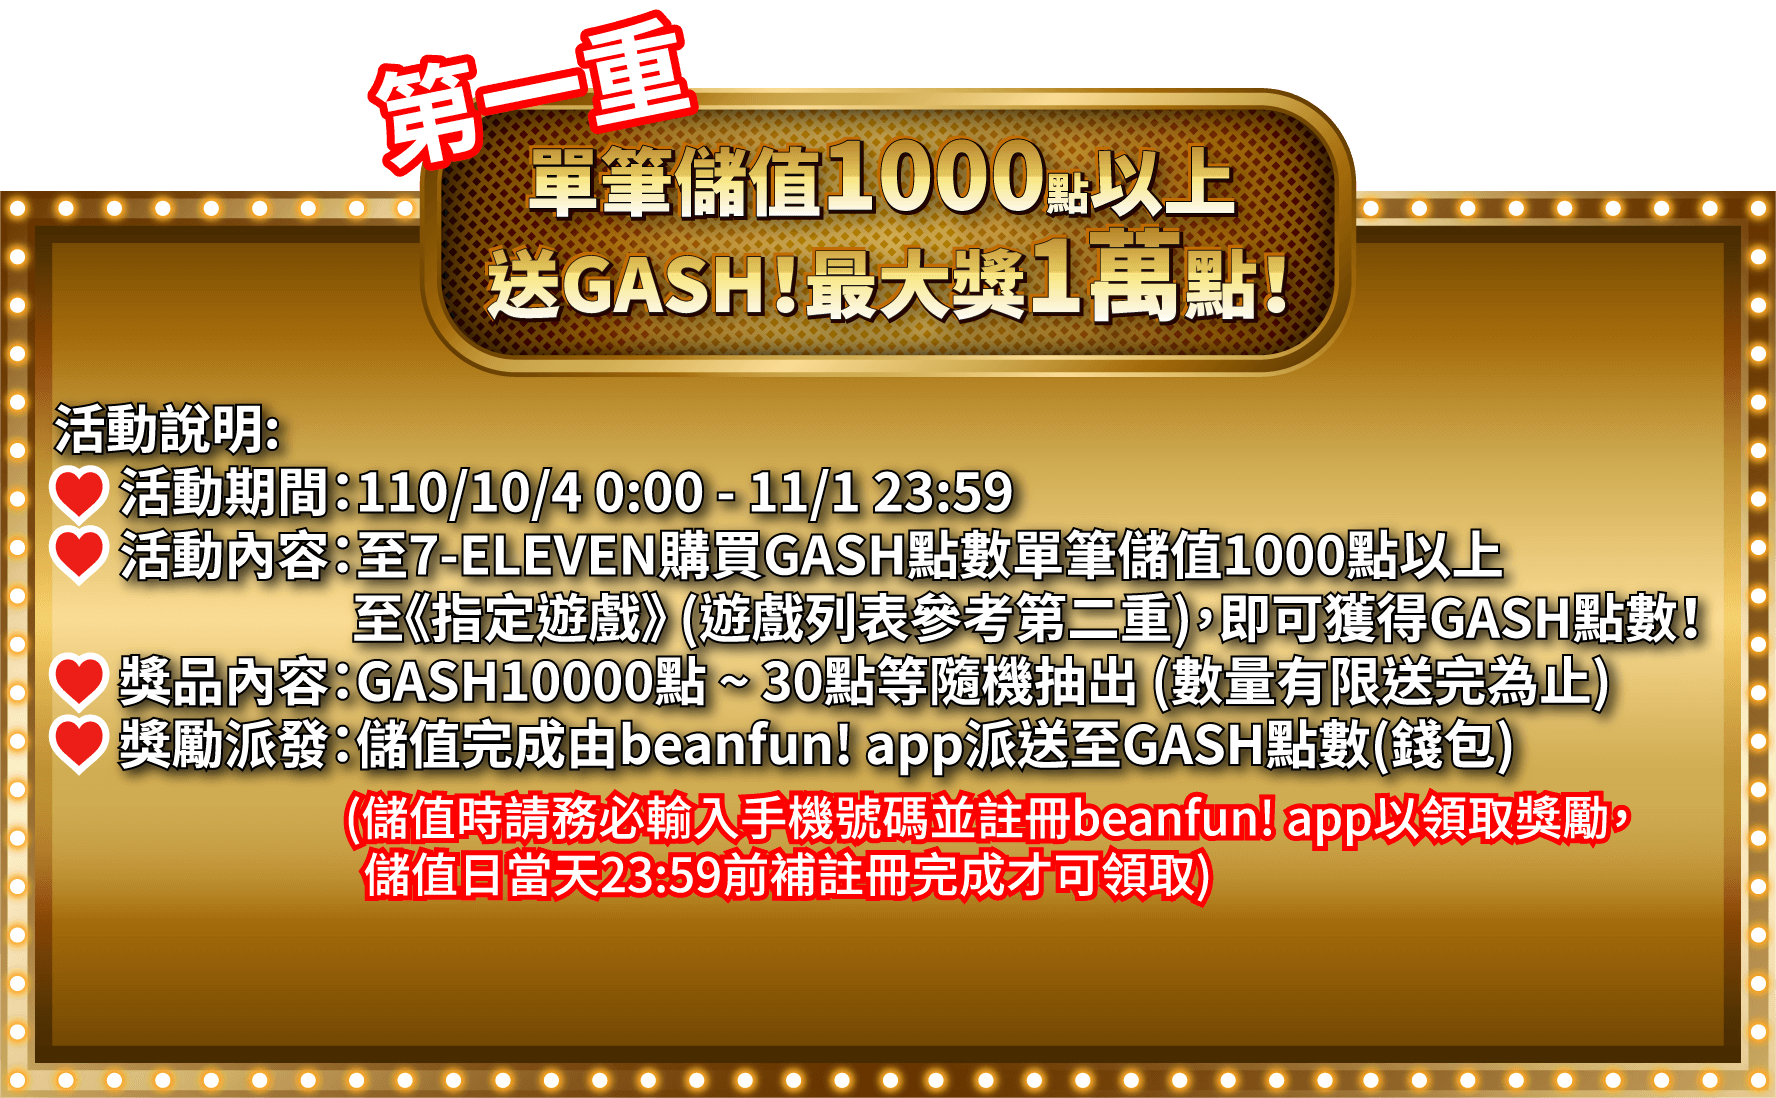 第一重
單筆儲值1000點以上
送GASH!最大獎1萬點!
活動說明:
活動期間:110/10/4 0:00 - 11/1 23:59
活動內容:至7-ELEVEN購買GASH點數單筆儲值1000點以上
至《指定遊戲》(遊戲列表參考第二重),即可獲得GASH點數!
獎品內容:GASH10000點 ~ 30點等隨機抽出 (數量有限送完為止)
獎勵派發:儲值完成由beanfun! app派送至GASH點數(錢包)
(儲值時請務必輸入手機號碼並註冊beanfun! app以領取獎勵,
儲值日當天23:59前補註冊完成才可領取)